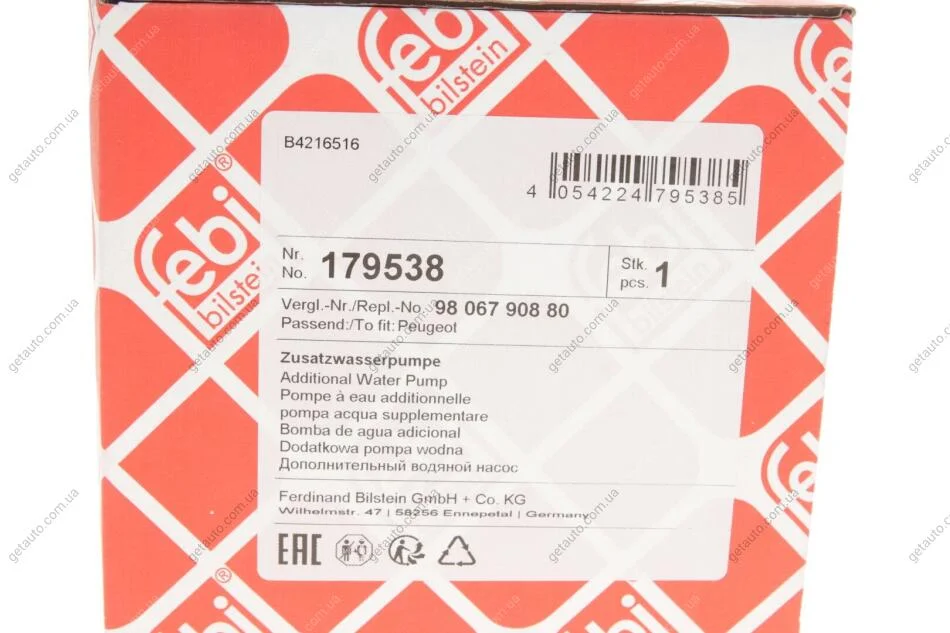 febi
bilstein
B4216516
4 054224 795385
febi®
bilstein
Nr.
No. 179538
Stk.
pcs. 1
Vergl.-Nr./Repl.-No. 98 067 908 80
Passend:/To fit: Peugeot
Zusatzwasserpumpe
Additional Water Pump
Pompe à eau additionnelle
pompa acqua supplementare
Bomba de agua adicional
Dodatkowa pompa wodna
Дополнительный водяной насос
Ferdinand Bilstein GmbH + Co. KG
Wilhelmstr. 47 | 58256 Ennepetal | Germany
EAC
febi®
getauto.com.ua